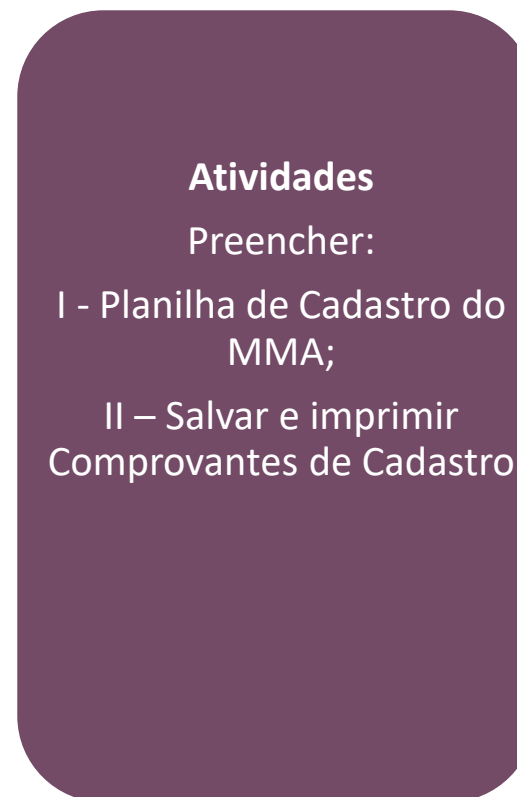 Atividades
Preencher:
I - Planilha de Cadastro do
MMA;
II – Salvar e imprimir
Comprovantes de Cadastro